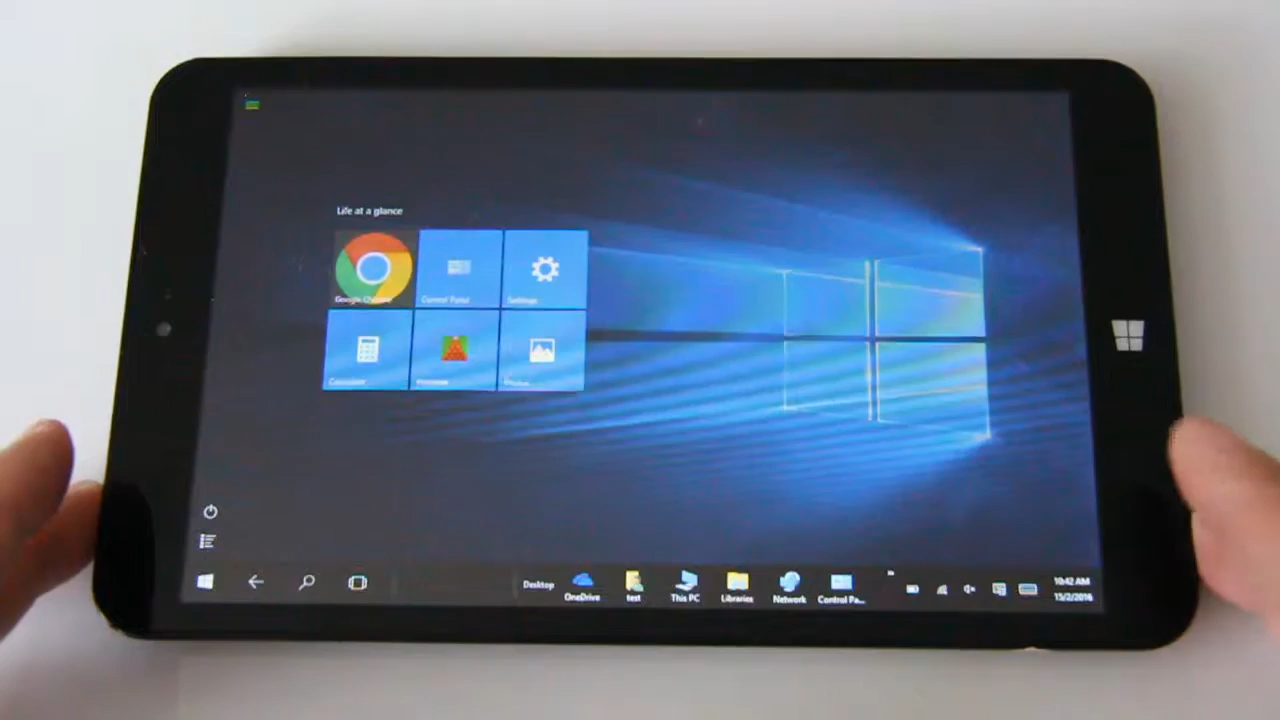 Life at a glance
Google Chrome
Control Panel
Settings
Calculator
Desktop
OneDrive
test
This PC
Libraries
Network
Control Pa...
10:42 AM
15/2/2016